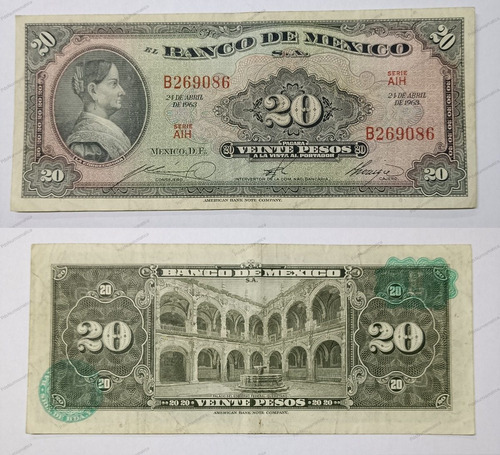 20
EL BANCO DE MEXICO
20
S.A.
B269086
SERIE
AIH
24 DE ABRIL
DE 1963
24 DE ABRIL
DE 1963
20
SERIE
AIH
B269086
PAGARA
MEXICO, D.F.
20 VEINTE PESOS 20
A LA VISTA AL PORTADOR
20
20
CONSEJERO
INTERVENTOR DE LA COM. NAC. BANCARIA
CAJERO
AMERICAN BANK NOTE COMPANY.
BANCO DE MEXICO
S.A.
20
20
20
20
20
20
20 20 VEINTE PESOS 20 20
AMERICAN BANK NOTE COMPANY.